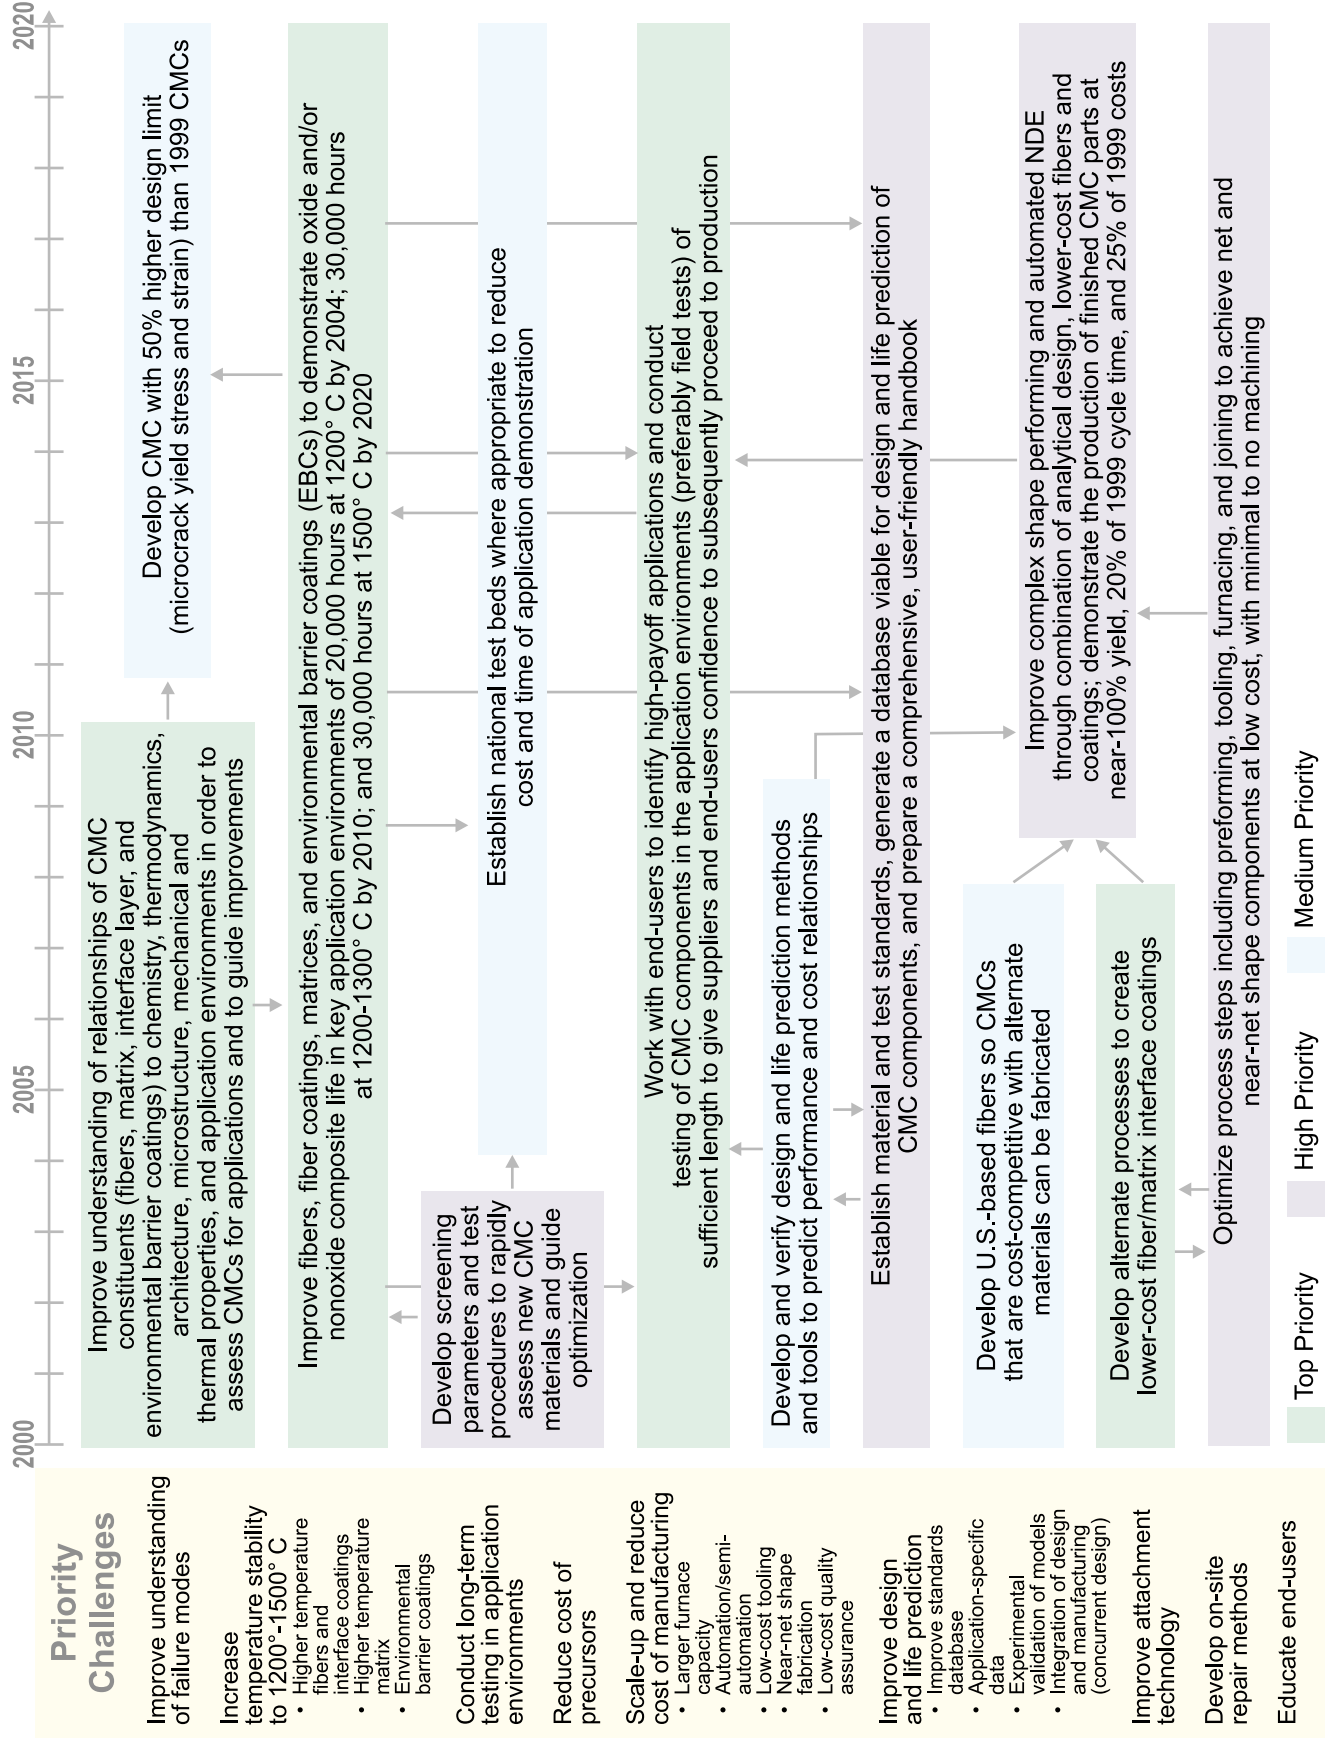 Priority
Challenges
Improve understanding
of failure modes
Increase
temperature stability
to 1200°-1500° C
• Higher temperature
fibers and
interface coatings
• Higher temperature
matrix
• Environmental
barrier coatings
Conduct long-term
testing in application
environments
Reduce cost of
precursors
Scale-up and reduce
cost of manufacturing
• Larger furnace
capacity
• Automation/semi-
automation
• Low-cost tooling
• Near-net shape
fabrication
• Low-cost quality
assurance
Improve design
and life prediction
• Improve standards
database
• Application-specific
data
• Experimental
validation of models
• Integration of design
and manufacturing
(concurrent design)
Improve attachment
technology
Develop on-site
repair methods
Educate end-users
2000
2005
2010
2015
2020
Improve understanding of relationships of CMC
constituents (fibers, matrix, interface layer, and
environmental barrier coatings) to chemistry, thermodynamics,
architecture, microstructure, mechanical and
thermal properties, and application environments in order to
assess CMCs for applications and to guide improvements
Develop CMC with 50% higher design limit
(microcrack yield stress and strain) than 1999 CMCs
Improve fibers, fiber coatings, matrices, and environmental barrier coatings (EBCs) to demonstrate oxide and/or
nonoxide composite life in key application environments of 20,000 hours at 1200° C by 2004; 30,000 hours
at 1200-1300° C by 2010; and 30,000 hours at 1500° C by 2020
Develop screening
parameters and test
procedures to rapidly
assess new CMC
materials and guide
optimization
Establish national test beds where appropriate to reduce
cost and time of application demonstration
Work with end-users to identify high-payoff applications and conduct
testing of CMC components in the application environments (preferably field tests) of
sufficient length to give suppliers and end-users confidence to subsequently proceed to production
Develop and verify design and life prediction methods
and tools to predict performance and cost relationships
Establish material and test standards, generate a database viable for design and life prediction of
CMC components, and prepare a comprehensive, user-friendly handbook
Develop U.S.-based fibers so CMCs
that are cost-competitive with alternate
materials can be fabricated
Improve complex shape performing and automated NDE
through combination of analytical design, lower-cost fibers and
coatings; demonstrate the production of finished CMC parts at
near-100% yield, 20% of 1999 cycle time, and 25% of 1999 costs
Develop alternate processes to create
lower-cost fiber/matrix interface coatings
Optimize process steps including preforming, tooling, furnacing, and joining to achieve net and
near-net shape components at low cost, with minimal to no machining
Top Priority
High Priority
Medium Priority